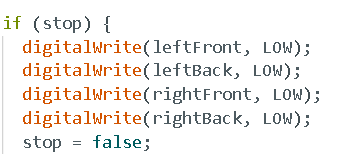 if (stop) {
  digitalWrite(leftFront, LOW);
  digitalWrite(leftBack, LOW);
  digitalWrite(rightFront, LOW);
  digitalWrite(rightBack, LOW);
  stop = false;